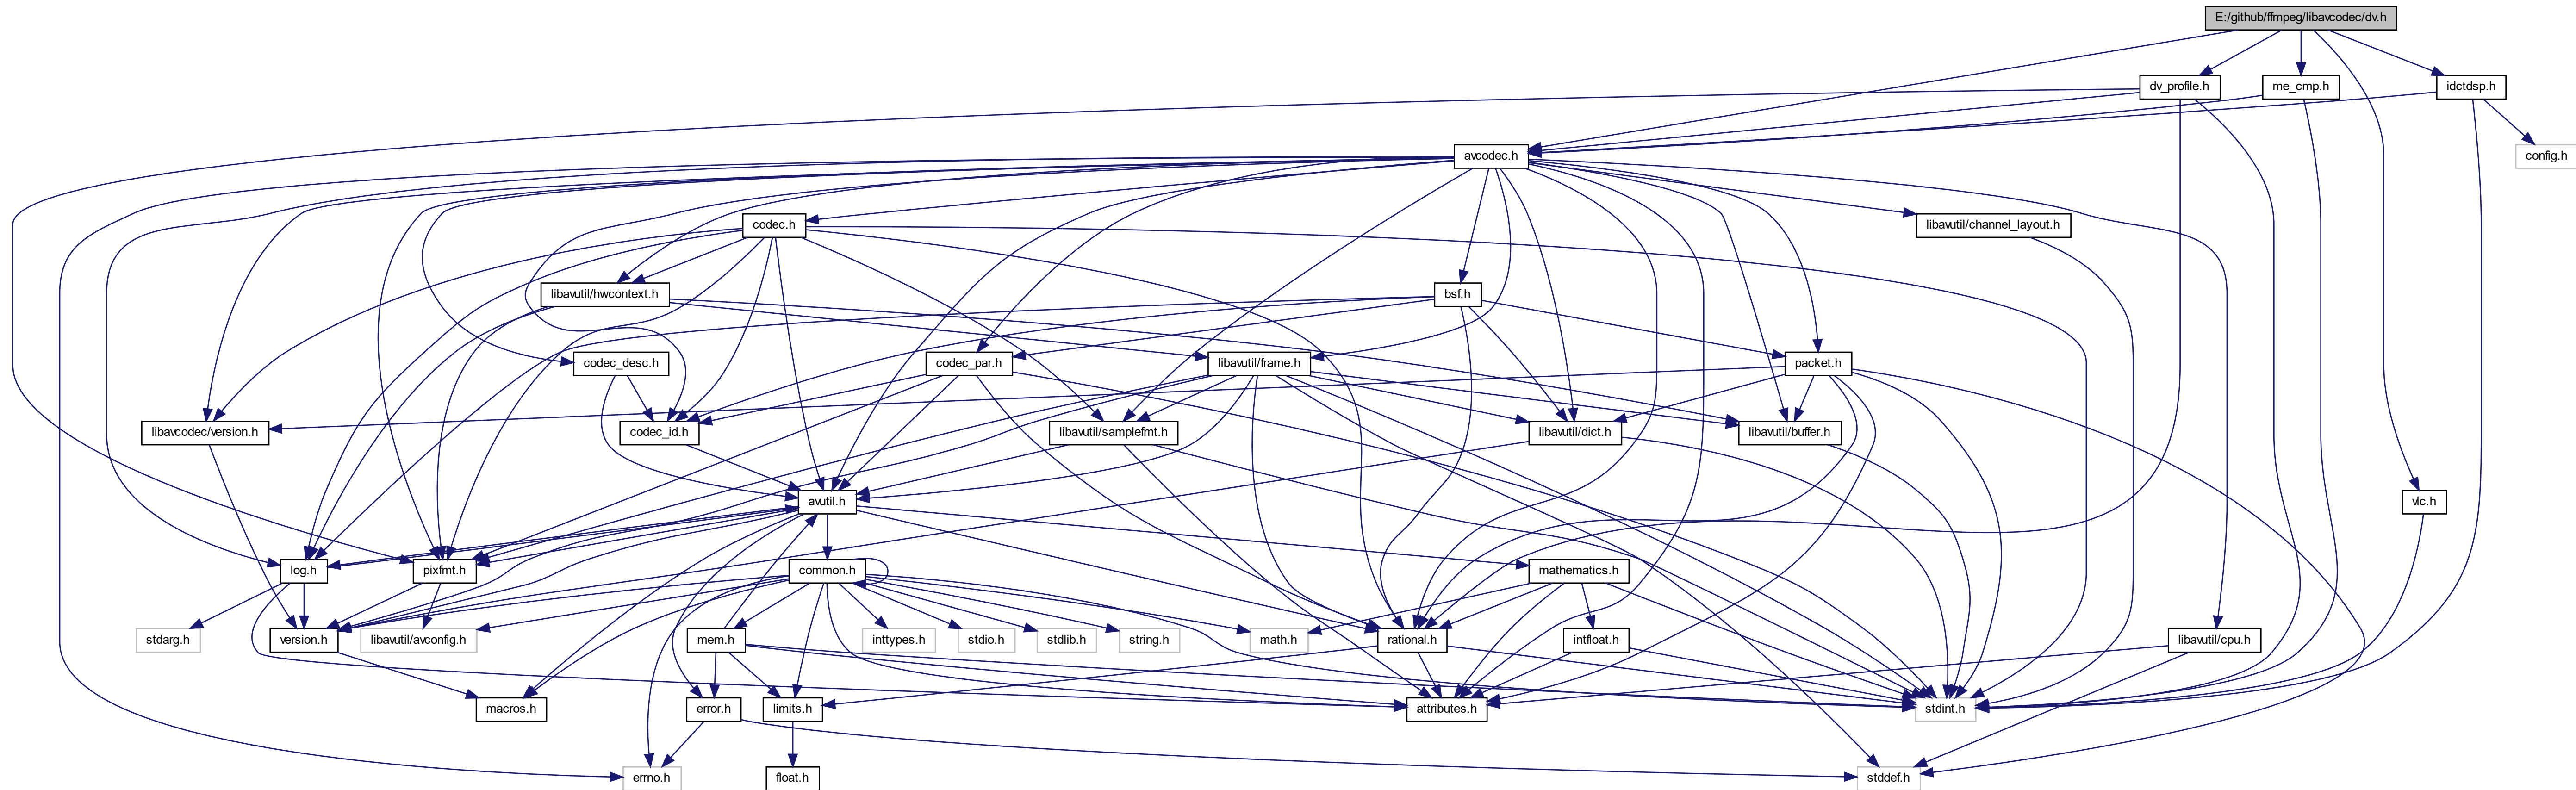 E:/github/ffmpeg/libavcodec/dv.h
dv_profile.h
me_cmp.h
idctdsp.h
avcodec.h
config.h
codec.h
libavutil/channel_layout.h
libavutil/hwcontext.h
bsf.h
codec_desc.h
codec_par.h
libavutil/frame.h
packet.h
libavcodec/version.h
codec_id.h
libavutil/samplefmt.h
libavutil/dict.h
libavutil/buffer.h
avutil.h
vlc.h
log.h
pixfmt.h
common.h
mathematics.h
stdarg.h
version.h
libavutil/avconfig.h
mem.h
inttypes.h
stdio.h
stdlib.h
string.h
math.h
rational.h
intfloat.h
libavutil/cpu.h
macros.h
error.h
limits.h
attributes.h
stdint.h
errno.h
float.h
stddef.h